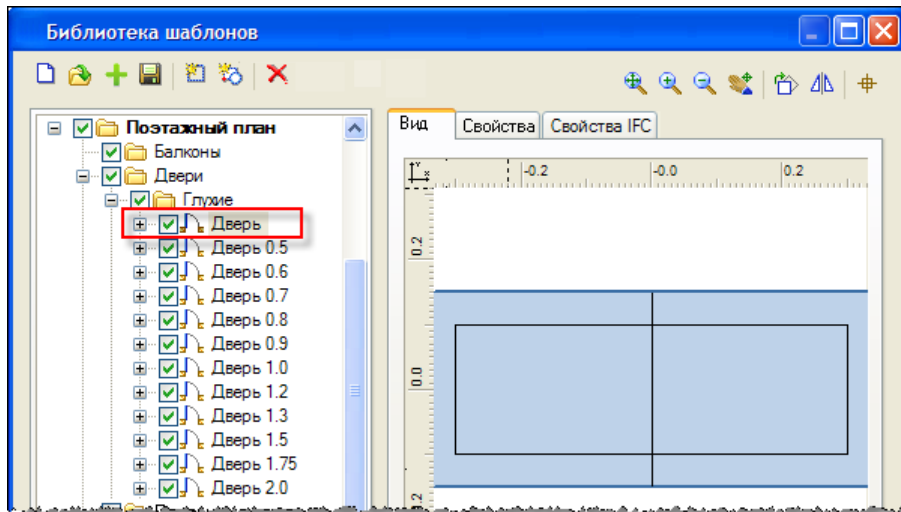 Библиотека шаблонов
Поэтажный план
Балконы
Двери
Глухие
Дверь
Дверь 0.5
Дверь 0.6
Дверь 0.7
Дверь 0.8
Дверь 0.9
Дверь 1.0
Дверь 1.2
Дверь 1.3
Дверь 1.5
Дверь 1.75
Дверь 2.0
Вид Свойства Свойства IFC
Y X -0.2 -0.0 0.2
0.2
0.0